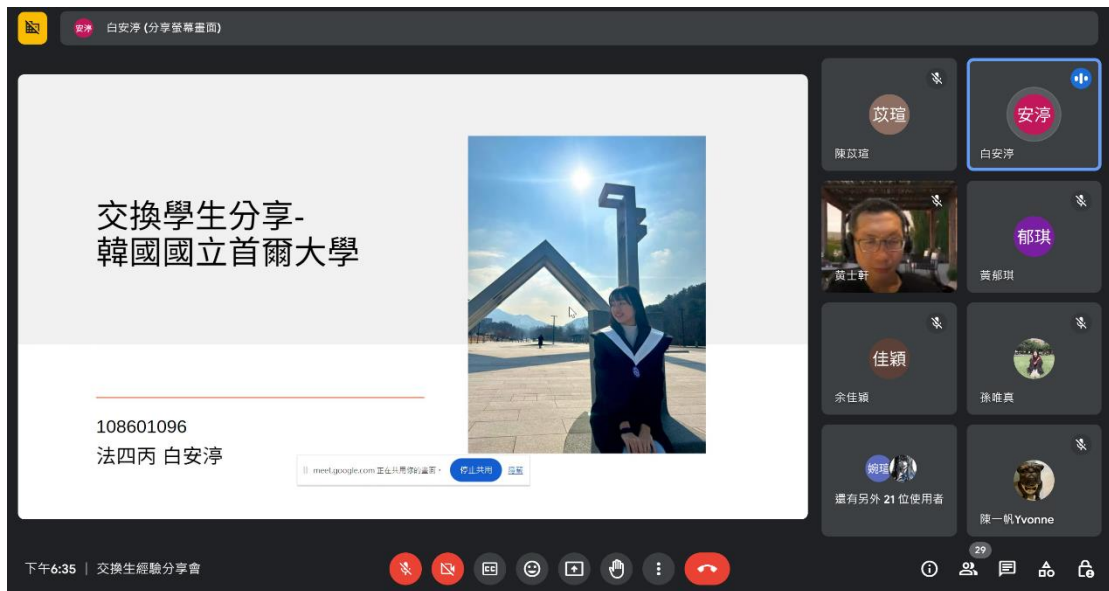 安渟 白安渟 (分享螢幕畫面)
交換學生分享-
韓國國立首爾大學
108601096
法四丙 白安渟
meet.google.com 正在共用你的畫面。 停止共用 隱藏
苡瑄
陳苡瑄
安渟
白安渟
黃士軒
郁琪
黃郁琪
佳穎
余佳穎
孫唯真
婉瑄
還有另外 21 位使用者
陳一帆Yvonne
下午6:35 | 交換生經驗分享會
CC
29